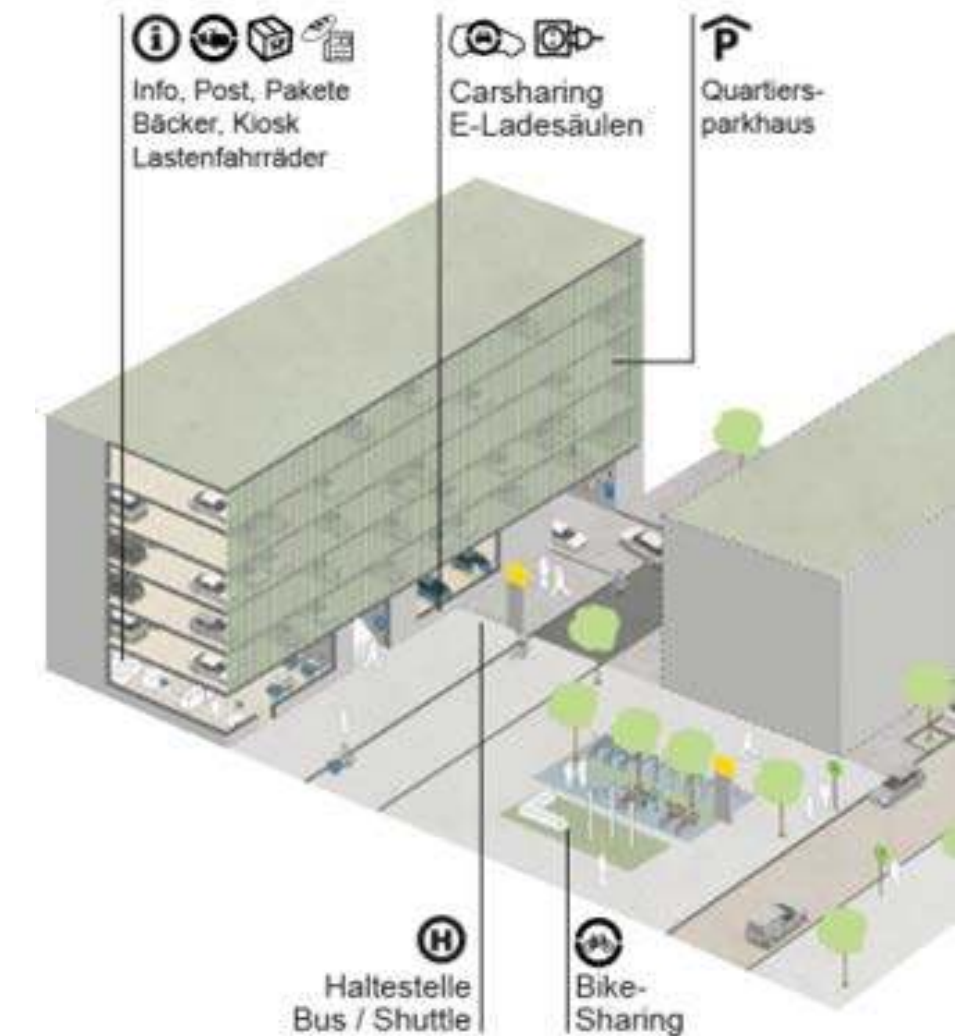 Info, Post, Pakete
Bäcker, Kiosk
Lastenfahrräder
Carsharing
E-Ladesäulen
P
Quartiers-
parkhaus
H
Haltestelle
Bus / Shuttle
Bike-
Sharing